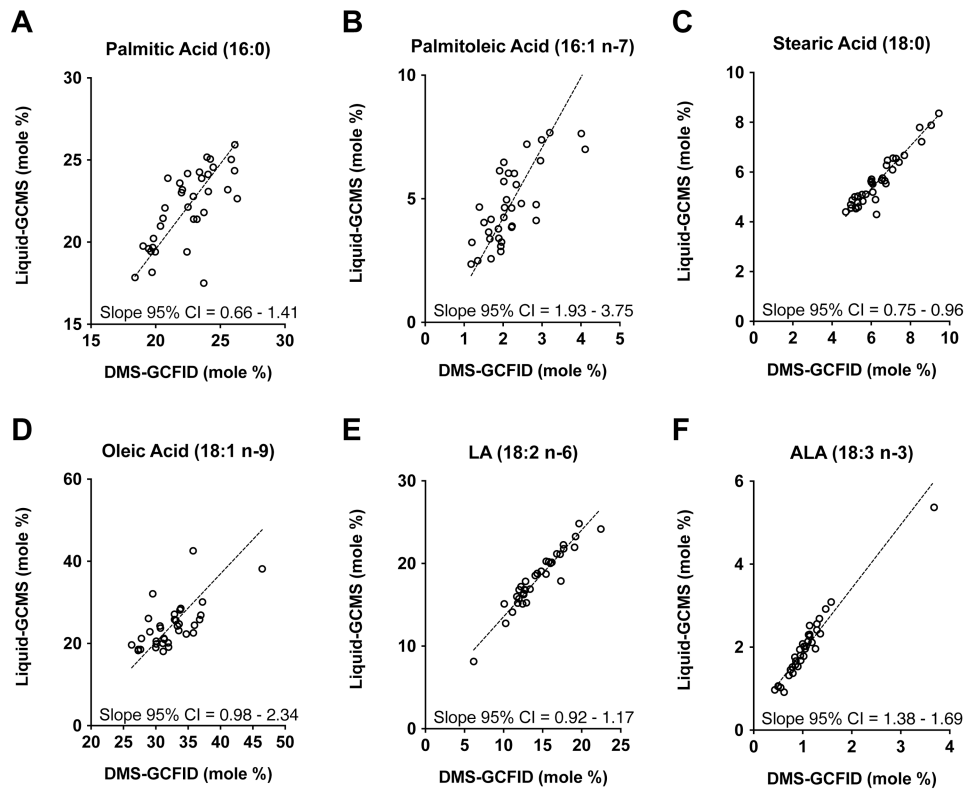 A
Palmitic Acid (16:0)
Liquid-GCMS (mole %)
30
25
20
15
Slope 95% CI = 0.66 - 1.41
15 20 25 30
DMS-GCFID (mole %)
B
Palmitoleic Acid (16:1 n-7)
Liquid-GCMS (mole %)
10
5
0
Slope 95% CI = 1.93 - 3.75
0 1 2 3 4 5
DMS-GCFID (mole %)
C
Stearic Acid (18:0)
Liquid-GCMS (mole %)
10
8
6
4
2
0
Slope 95% CI = 0.75 - 0.96
0 2 4 6 8 10
DMS-GCFID (mole %)
D
Oleic Acid (18:1 n-9)
Liquid-GCMS (mole %)
60
40
20
0
Slope 95% CI = 0.98 - 2.34
20 25 30 35 40 45 50
DMS-GCFID (mole %)
E
LA (18:2 n-6)
Liquid-GCMS (mole %)
30
20
10
0
Slope 95% CI = 0.92 - 1.17
0 5 10 15 20 25
DMS-GCFID (mole %)
F
ALA (18:3 n-3)
Liquid-GCMS (mole %)
6
4
2
0
Slope 95% CI = 1.38 - 1.69
0 1 2 3 4
DMS-GCFID (mole %)